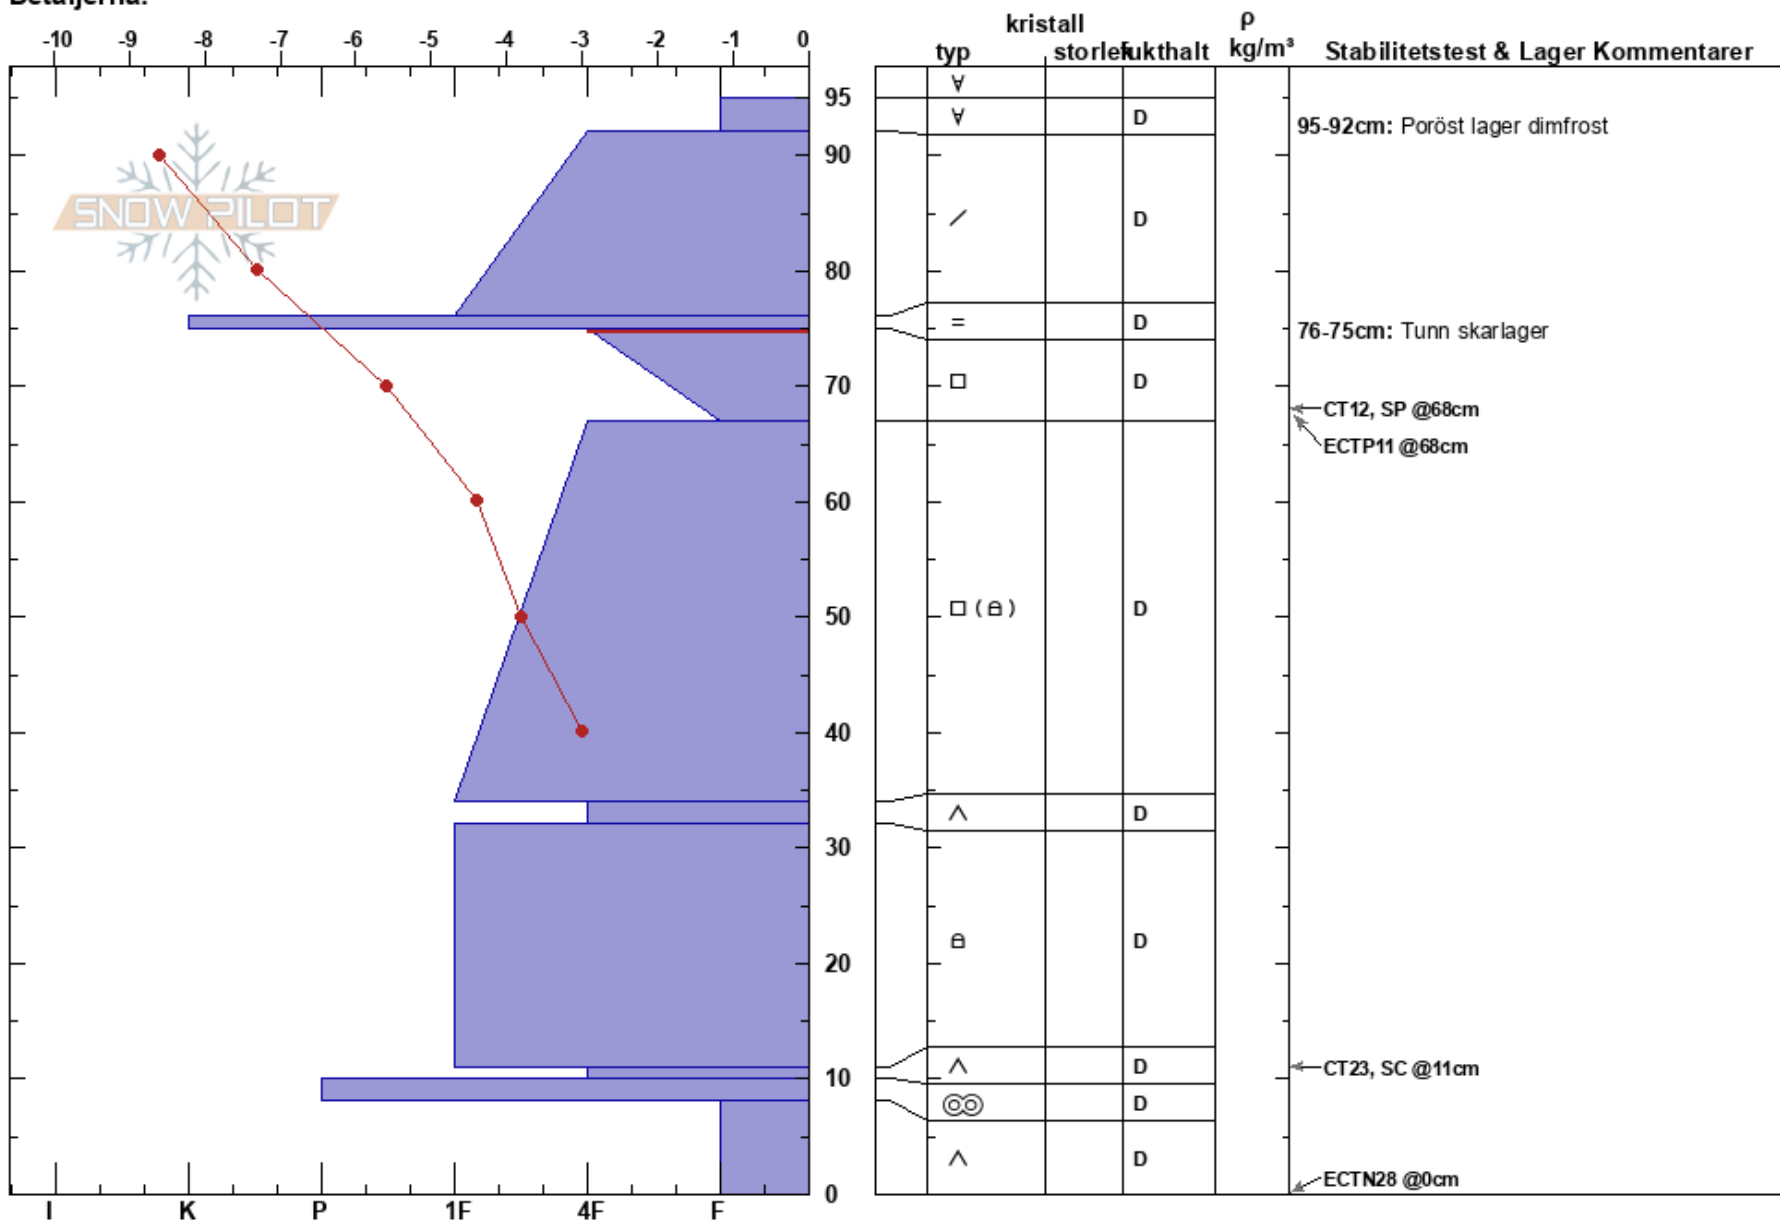 Detaljerna:
kristall ρ
typ storlek fukthalt kg/m³ Stabilitetstest & Lager Kommentarer
-10 -9 -8 -7 -6 -5 -4 -3 -2 -1 0
95
D
95-92cm: Poröst lager dimfrost
90
SNOW PILOT
D
80
= D
76-75cm: Tunn skarlager
70 D
CT12, SP @68cm
ECTP11 @68cm
60
50 D
40
D
30
20 D
10 D
CT23, SC @11cm
D
D
ECTN28 @0cm
0
I K P 1F 4F F